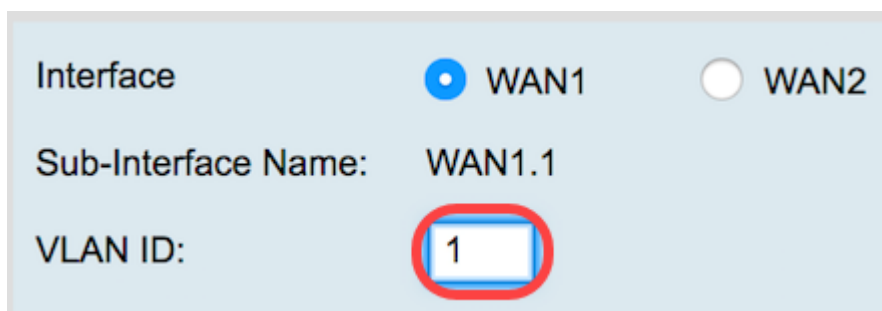 Interface WAN1 WAN2
Sub-Interface Name: WAN1.1
VLAN ID: 1